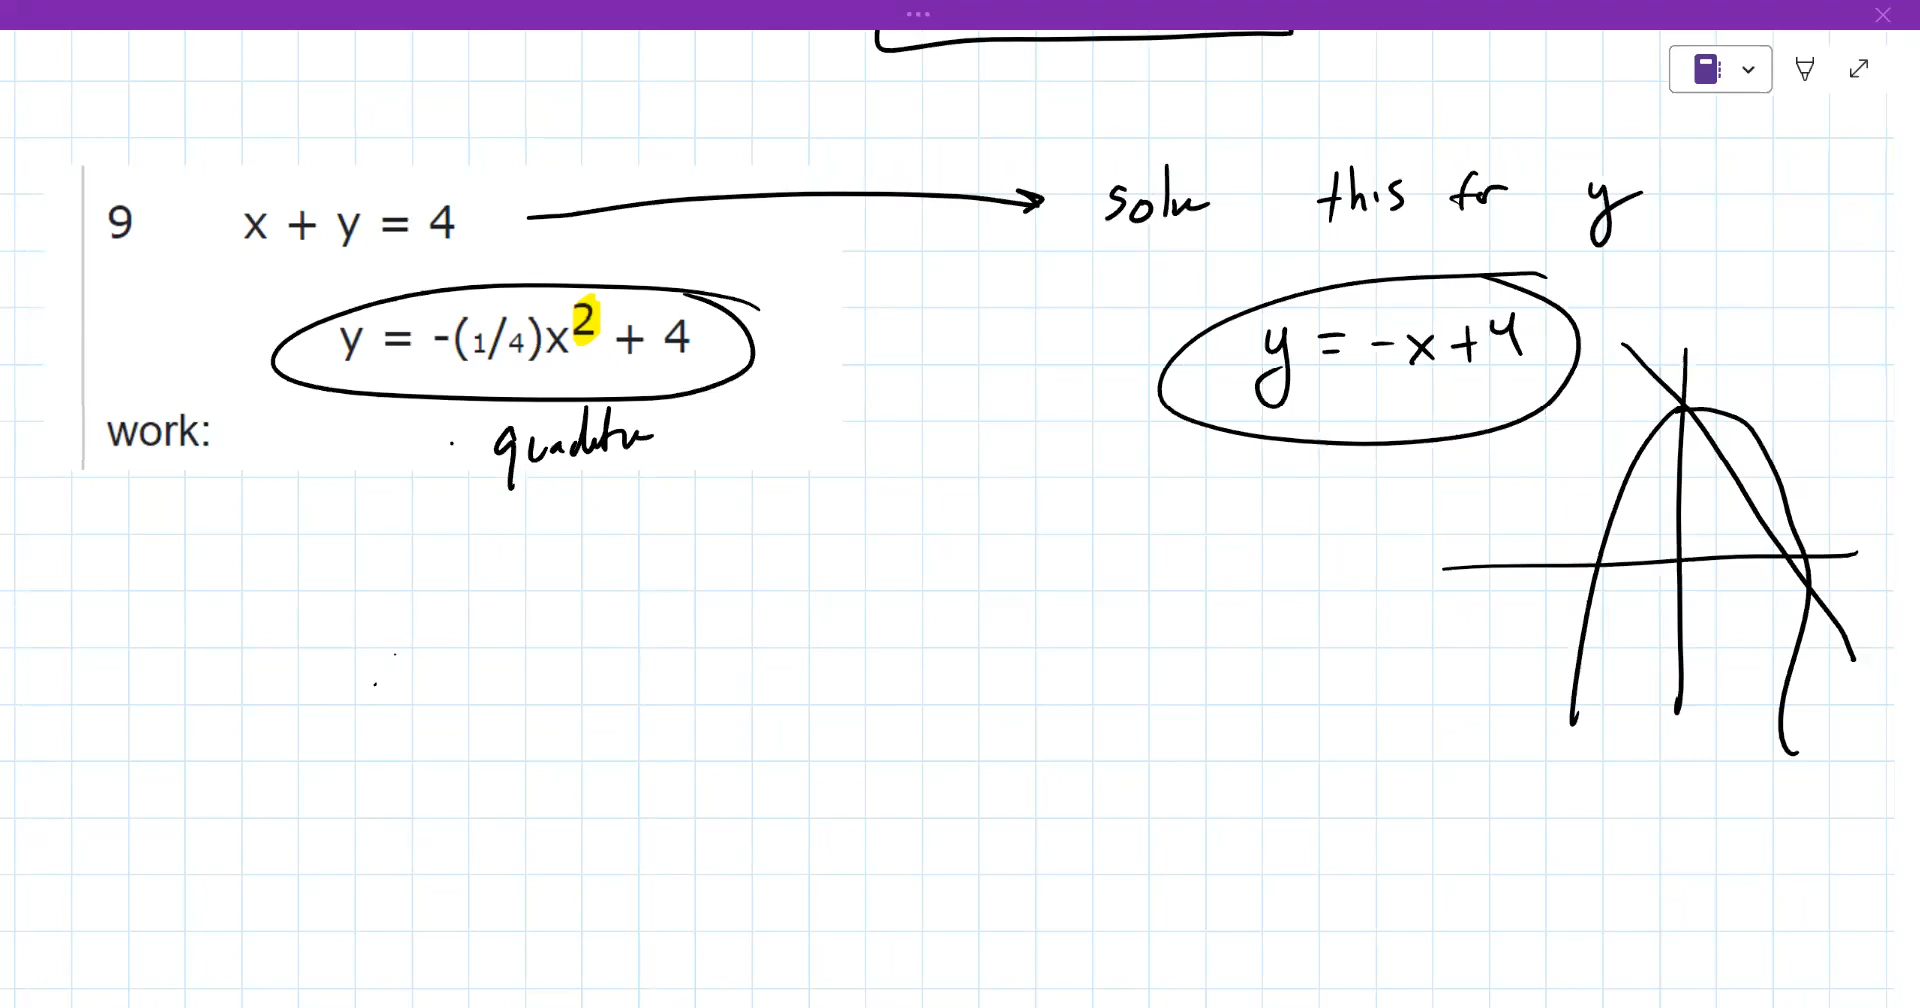 9 x + y = 4
solve this for y
y = -(1/4)x² + 4
y = -x+4
work:
quadratic